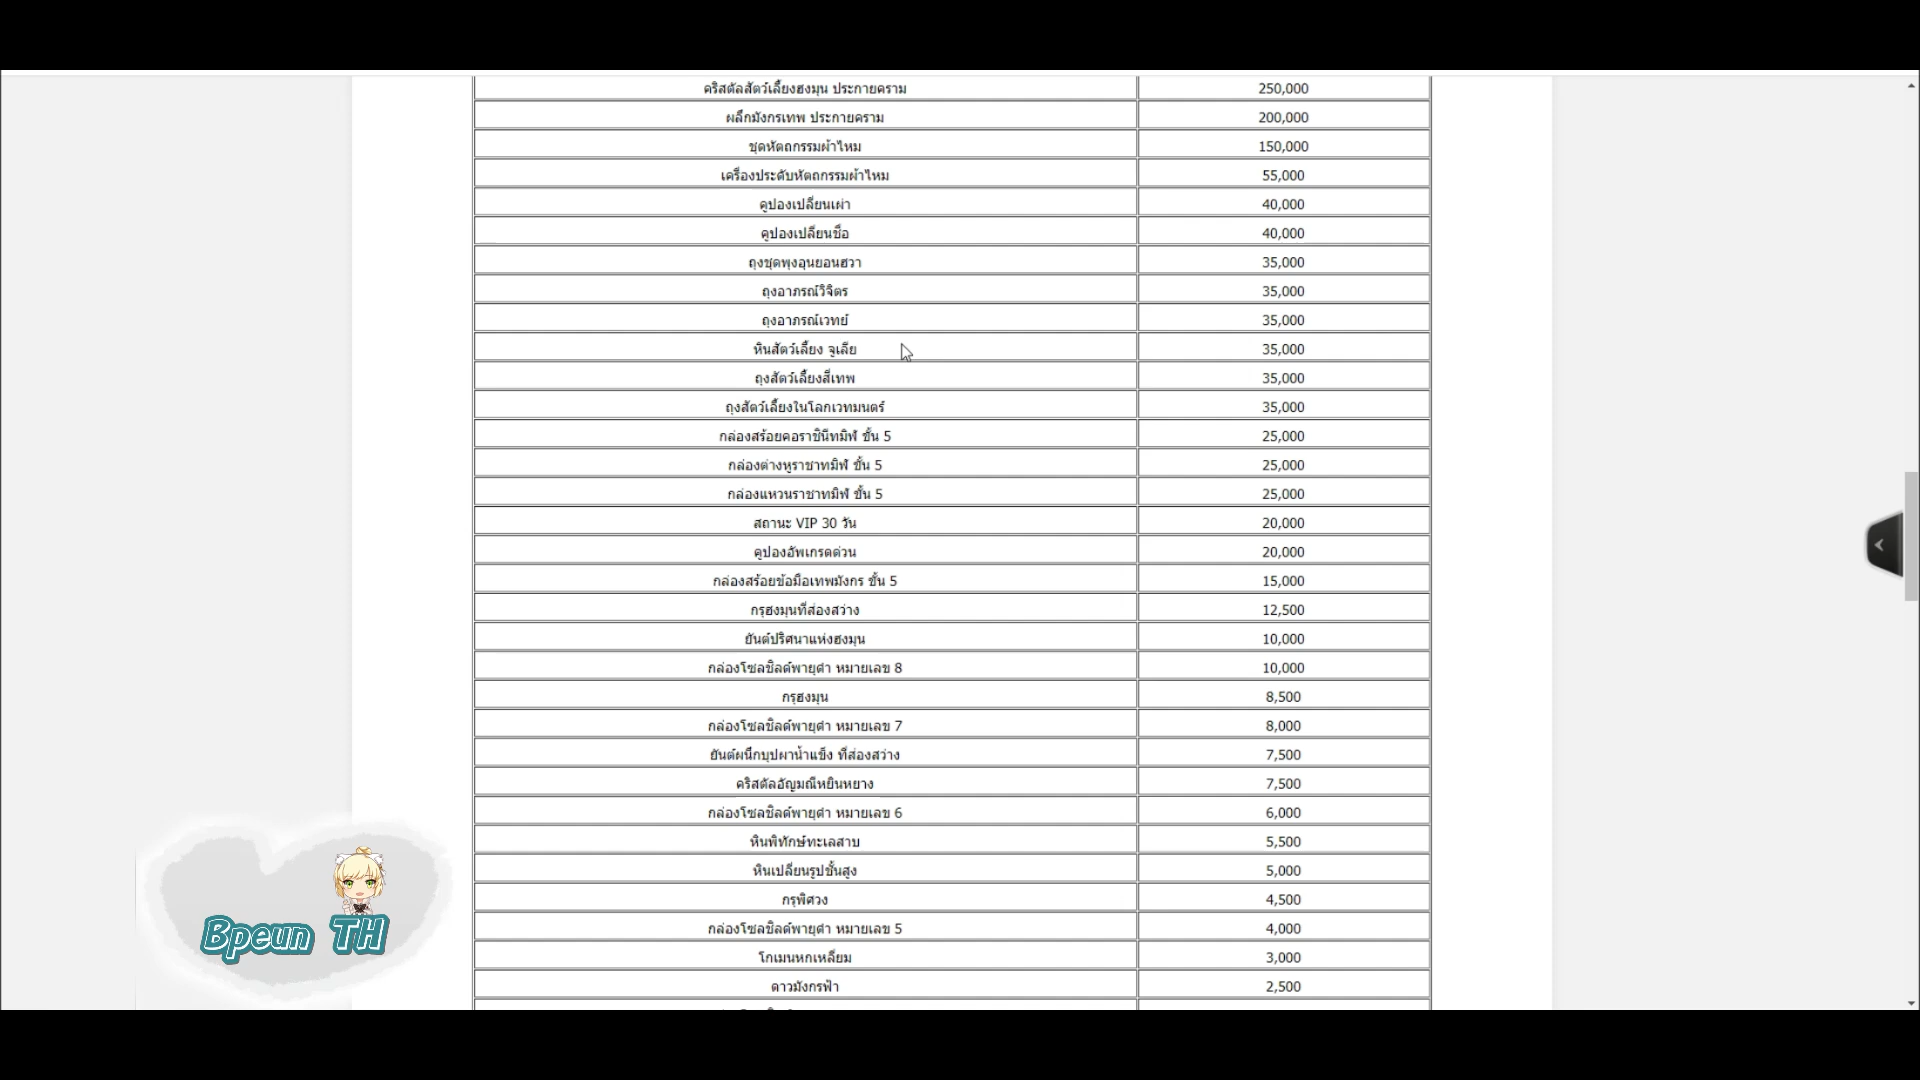 คริสตัลสัตว์เลี้ยงฮงมุน ประกายคราม 250,000
ผลึกมังกรเทพ ประกายคราม 200,000
ชุดหัตถกรรมผ้าไหม 150,000
เครื่องประดับหัตถกรรมผ้าไหม 55,000
คูปองเปลี่ยนเผ่า 40,000
คูปองเปลี่ยนชื่อ 40,000
ถุงชุดพุงอุนยอนฮวา 35,000
ถุงอาภรณ์วิจิตร 35,000
ถุงอาภรณ์เวทย์ 35,000
หินสัตว์เลี้ยง จูเลีย 35,000
ถุงสัตว์เลี้ยงสี่เทพ 35,000
ถุงสัตว์เลี้ยงในโลกเวทมนตร์ 35,000
กล่องสร้อยคอราชินีทมิฬ ขั้น 5 25,000
กล่องต่างหูราชาทมิฬ ขั้น 5 25,000
กล่องแหวนราชาทมิฬ ขั้น 5 25,000
สถานะ VIP 30 วัน 20,000
คูปองอัพเกรดด่วน 20,000
กล่องสร้อยข้อมือเทพมังกร ขั้น 5 15,000
กรุฮงมุนที่ส่องสว่าง 12,500
ยันต์ปริศนาแห่งฮงมุน 10,000
กล่องโซลชิลด์พายุดำ หมายเลข 8 10,000
กรุฮงมุน 8,500
กล่องโซลชิลด์พายุดำ หมายเลข 7 8,000
ยันต์ผนึกบุปผาน้ำแข็ง ที่ส่องสว่าง 7,500
คริสตัลอัญมณีหยินหยาง 7,500
กล่องโซลชิลด์พายุดำ หมายเลข 6 6,000
หินพิทักษ์ทะเลสาบ 5,500
หินเปลี่ยนรูปขั้นสูง 5,000
กรุพิศวง 4,500
กล่องโซลชิลด์พายุดำ หมายเลข 5 4,000
โกเมนหกเหลี่ยม 3,000
ดาวมังกรฟ้า 2,500
Bpeun TH